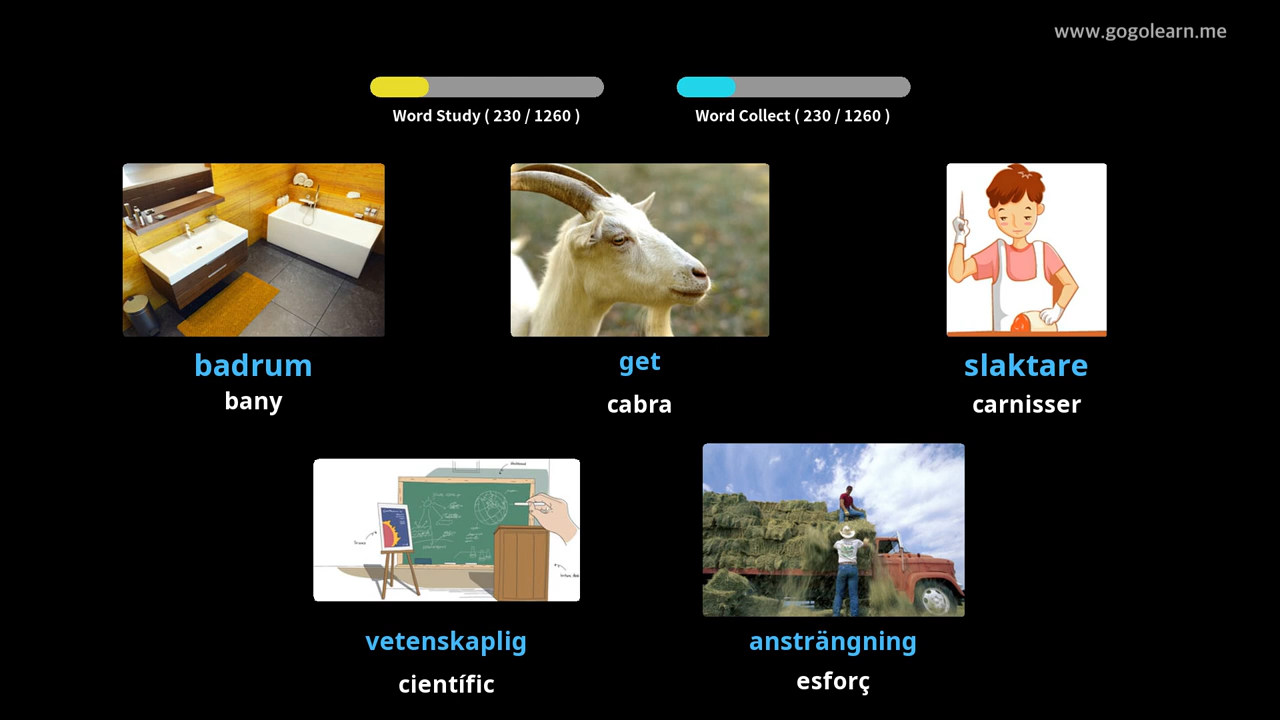 www.gogolearn.me
Word Study ( 230 / 1260 )
Word Collect ( 230 / 1260 )
badrum
bany
get
cabra
slaktare
carnisser
vetenskaplig
científic
ansträngning
esforç